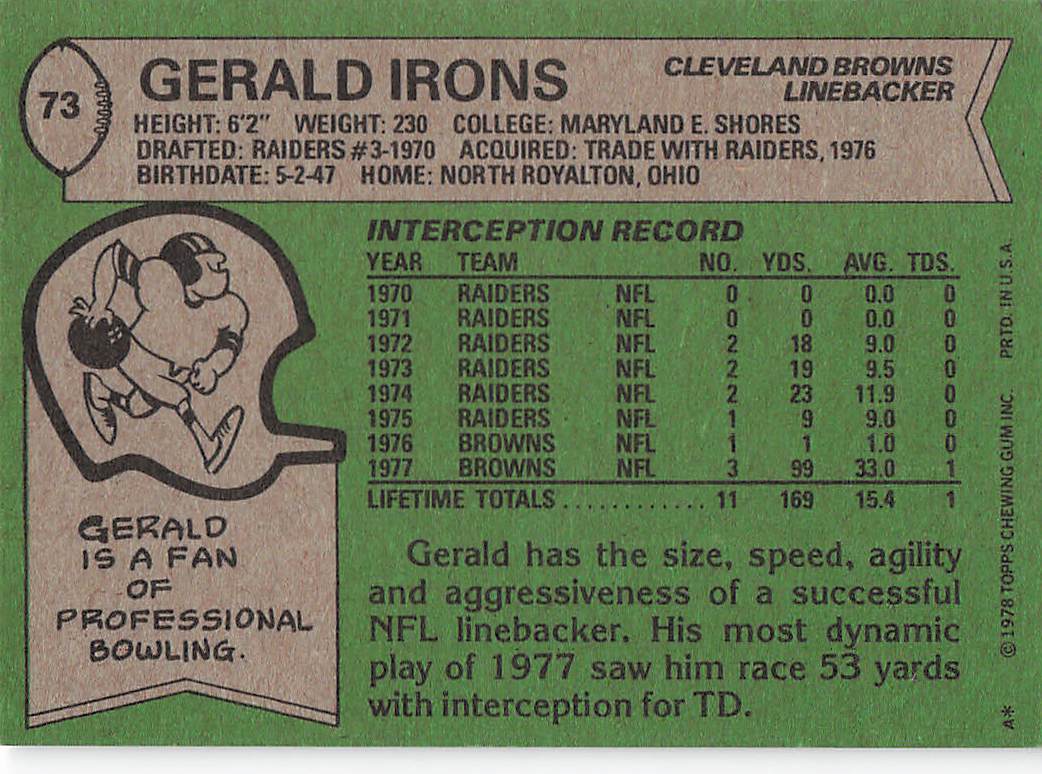 73
GERALD IRONS
CLEVELAND BROWNS
LINEBACKER
HEIGHT: 6'2" WEIGHT: 230 COLLEGE: MARYLAND E. SHORES
DRAFTED: RAIDERS #3-1970 ACQUIRED: TRADE WITH RAIDERS, 1976
BIRTHDATE: 5-2-47 HOME: NORTH ROYALTON, OHIO
INTERCEPTION RECORD
YEAR TEAM NO. YDS. AVG. TDS.
1970 RAIDERS NFL 0 0 0.0 0
1971 RAIDERS NFL 0 0 0.0 0
1972 RAIDERS NFL 2 18 9.0 0
1973 RAIDERS NFL 2 19 9.5 0
1974 RAIDERS NFL 2 23 11.9 0
1975 RAIDERS NFL 1 9 9.0 0
1976 BROWNS NFL 1 1 1.0 0
1977 BROWNS NFL 3 99 33.0 1
LIFETIME TOTALS............ 11 169 15.4 1
GERALD
IS A FAN
OF
PROFESSIONAL
BOWLING.
Gerald has the size, speed, agility
and aggressiveness of a successful
NFL linebacker. His most dynamic
play of 1977 saw him race 53 yards
with interception for TD.
A* ©1978 TOPPS CHEWING GUM INC. PRTD. IN U.S.A.